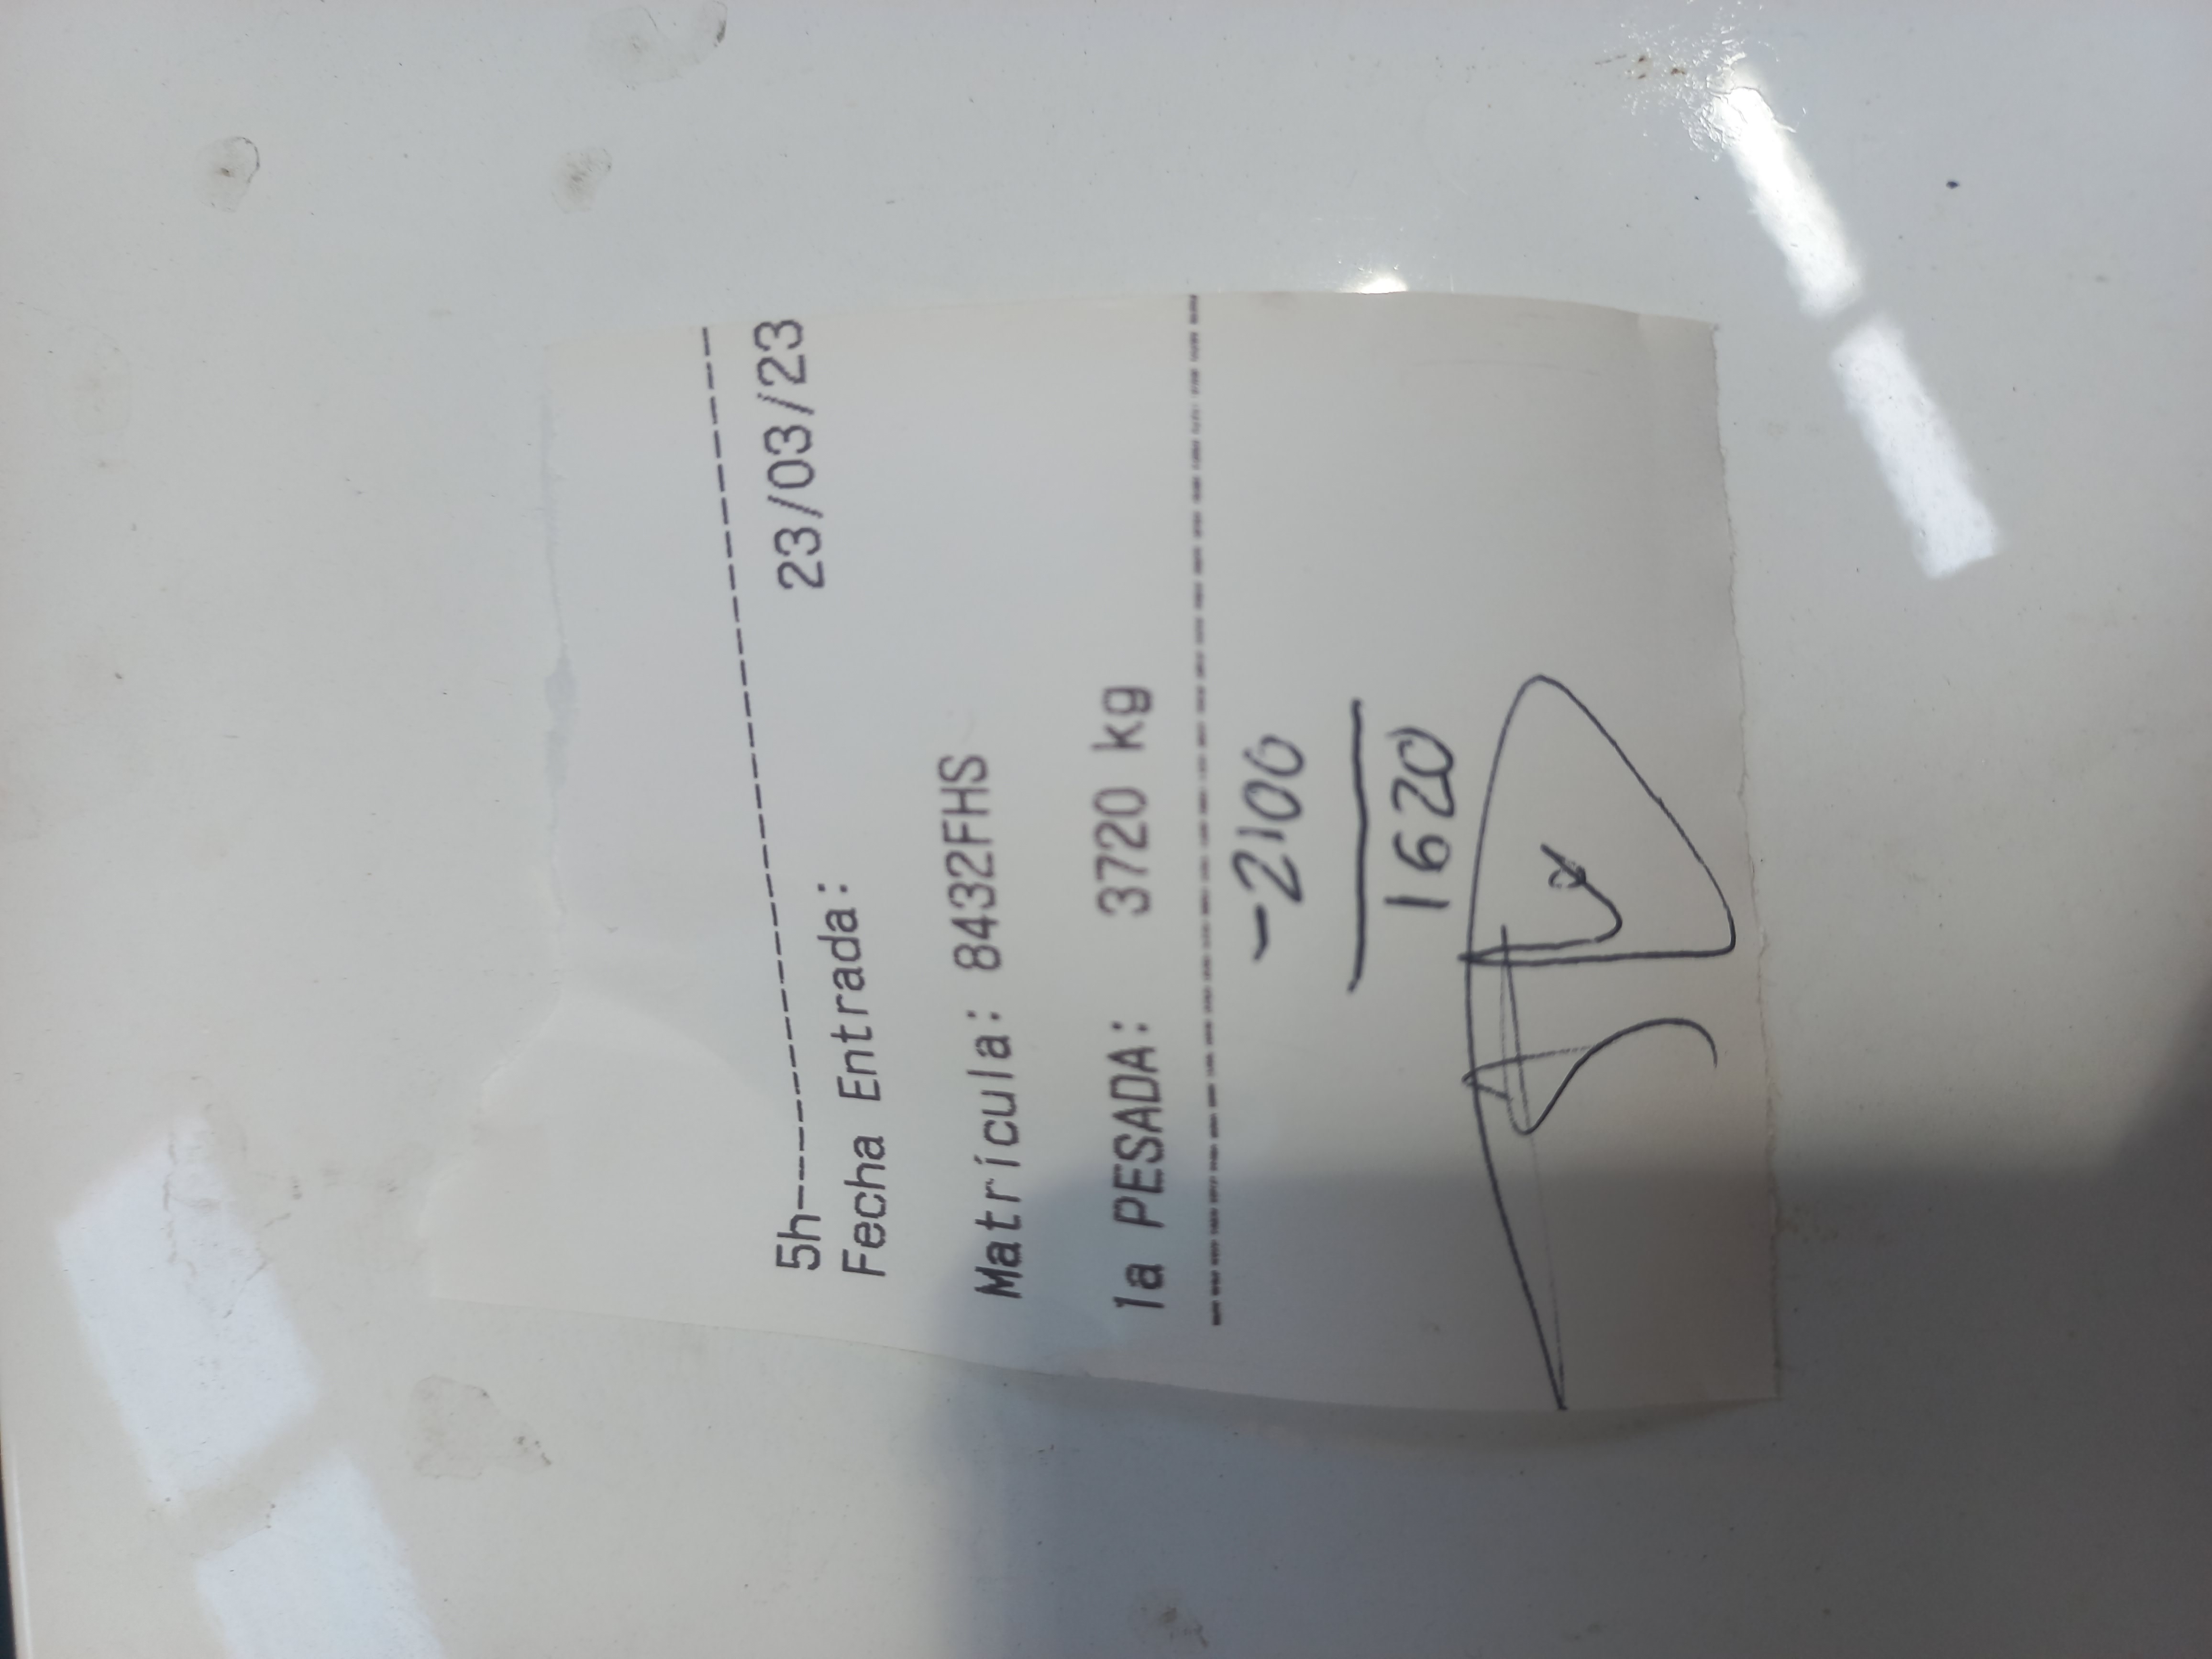 5h------------------------------------
Fecha Entrada: 23/03/23
Matrícula: 8432FHS
1a PESADA: 3720 kg
----------------------------------------
-2100
1620